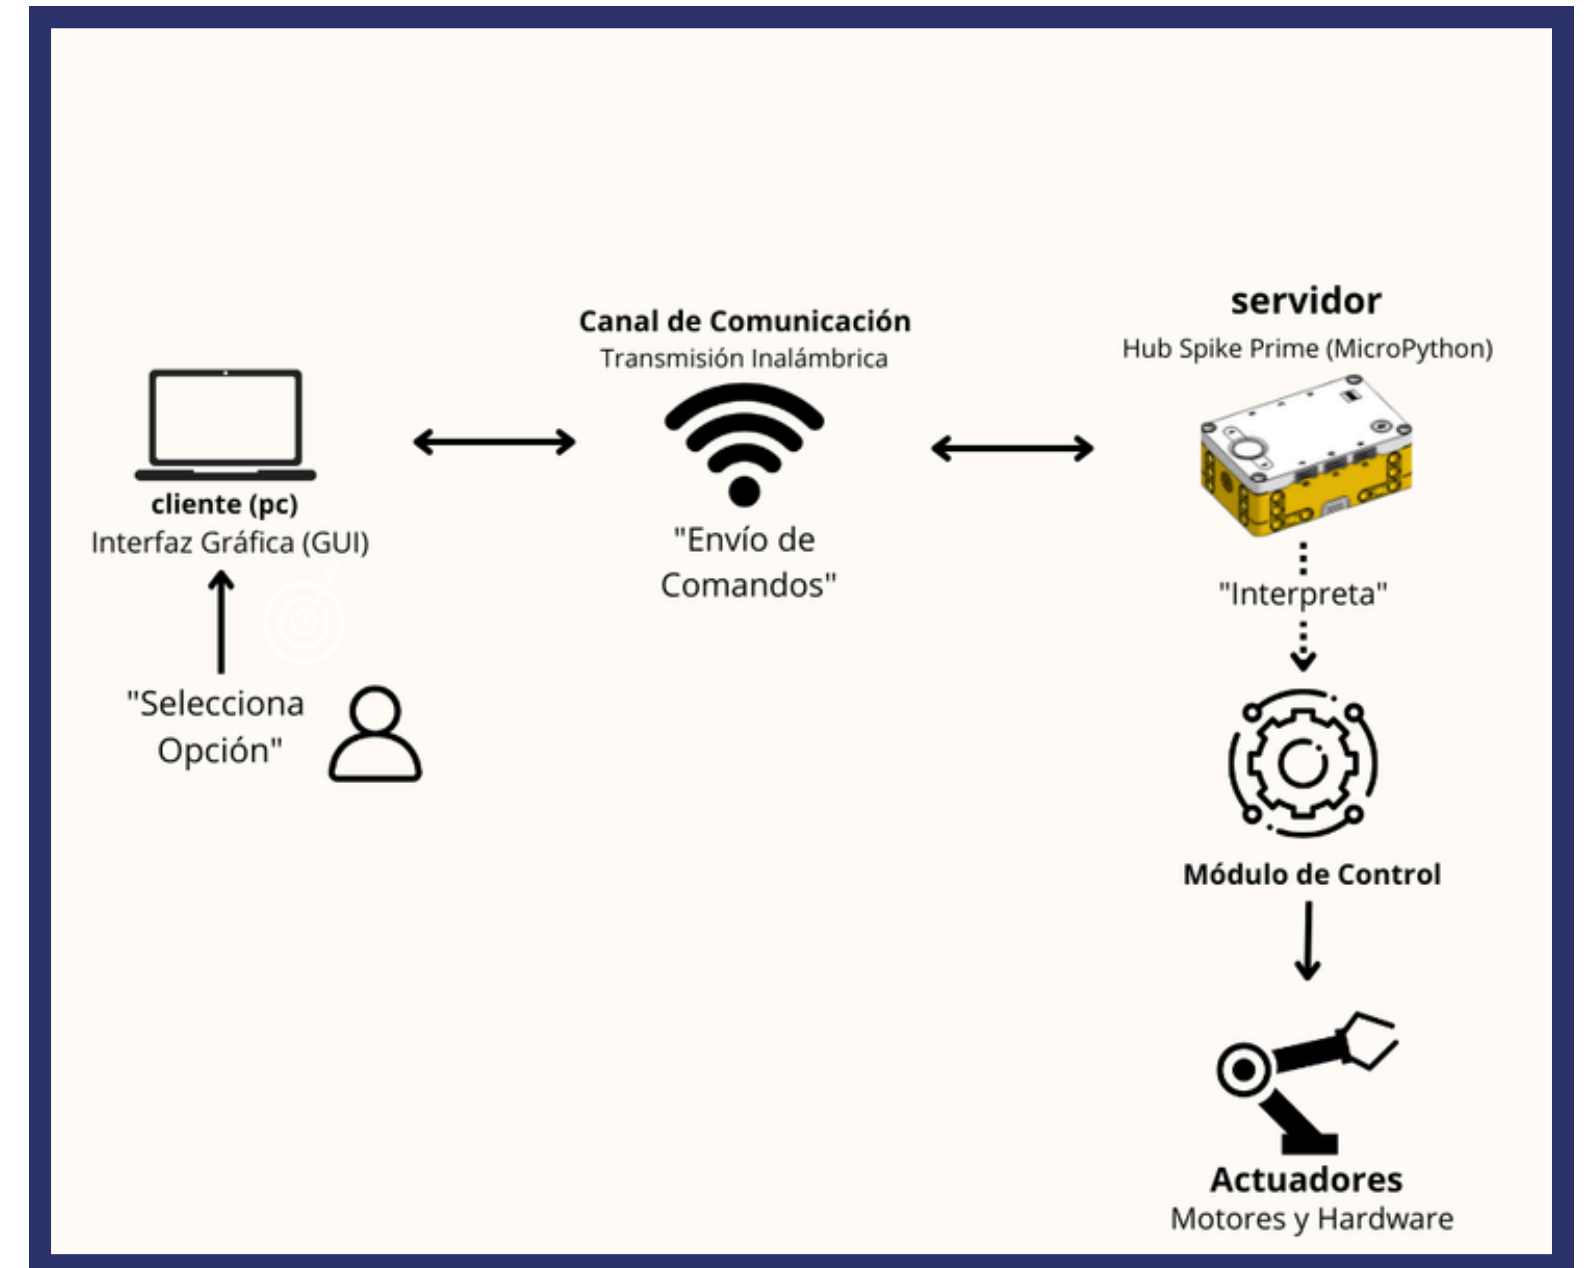 cliente (pc)
Interfaz Gráfica (GUI)
"Selecciona
Opción"
Canal de Comunicación
Transmisión Inalámbrica
"Envío de
Comandos"
servidor
Hub Spike Prime (MicroPython)
"Interpreta"
Módulo de Control
Actuadores
Motores y Hardware